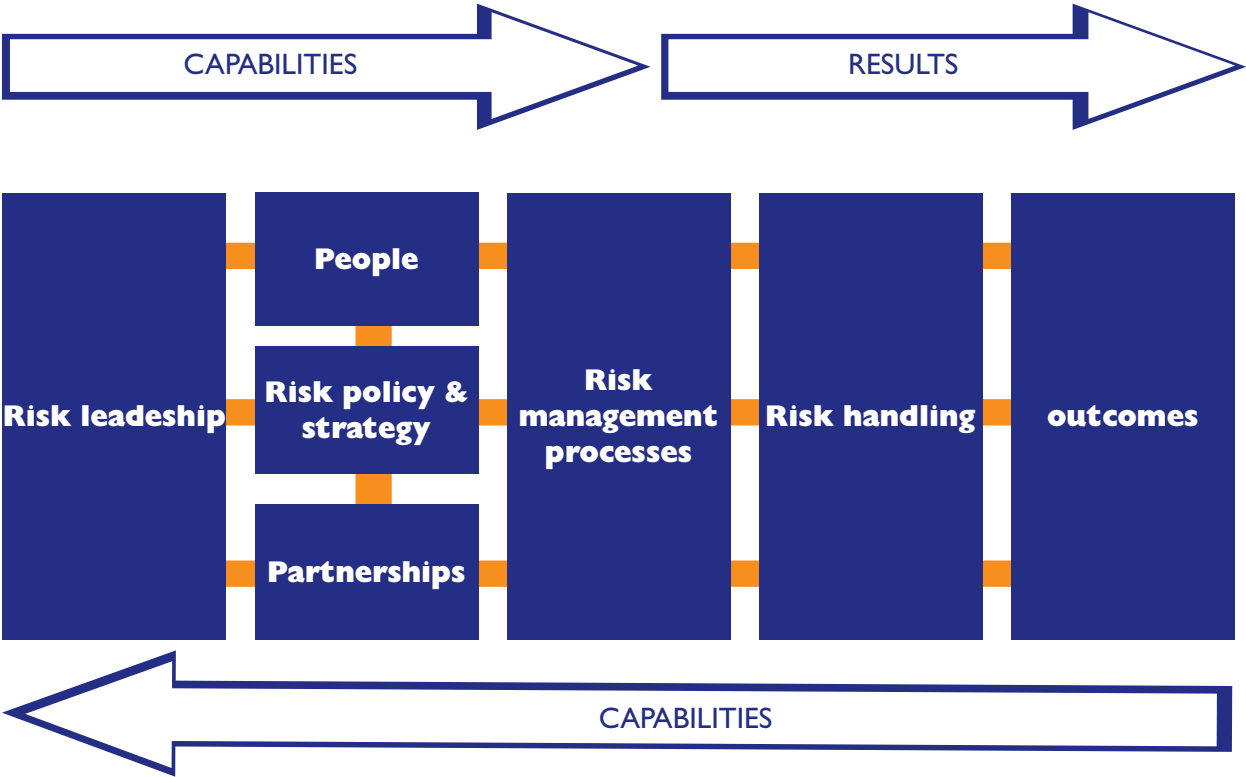 CAPABILITIES
RESULTS
Risk leadeship
People
Risk policy &
strategy
Partnerships
Risk
management
processes
Risk handling
outcomes
CAPABILITIES